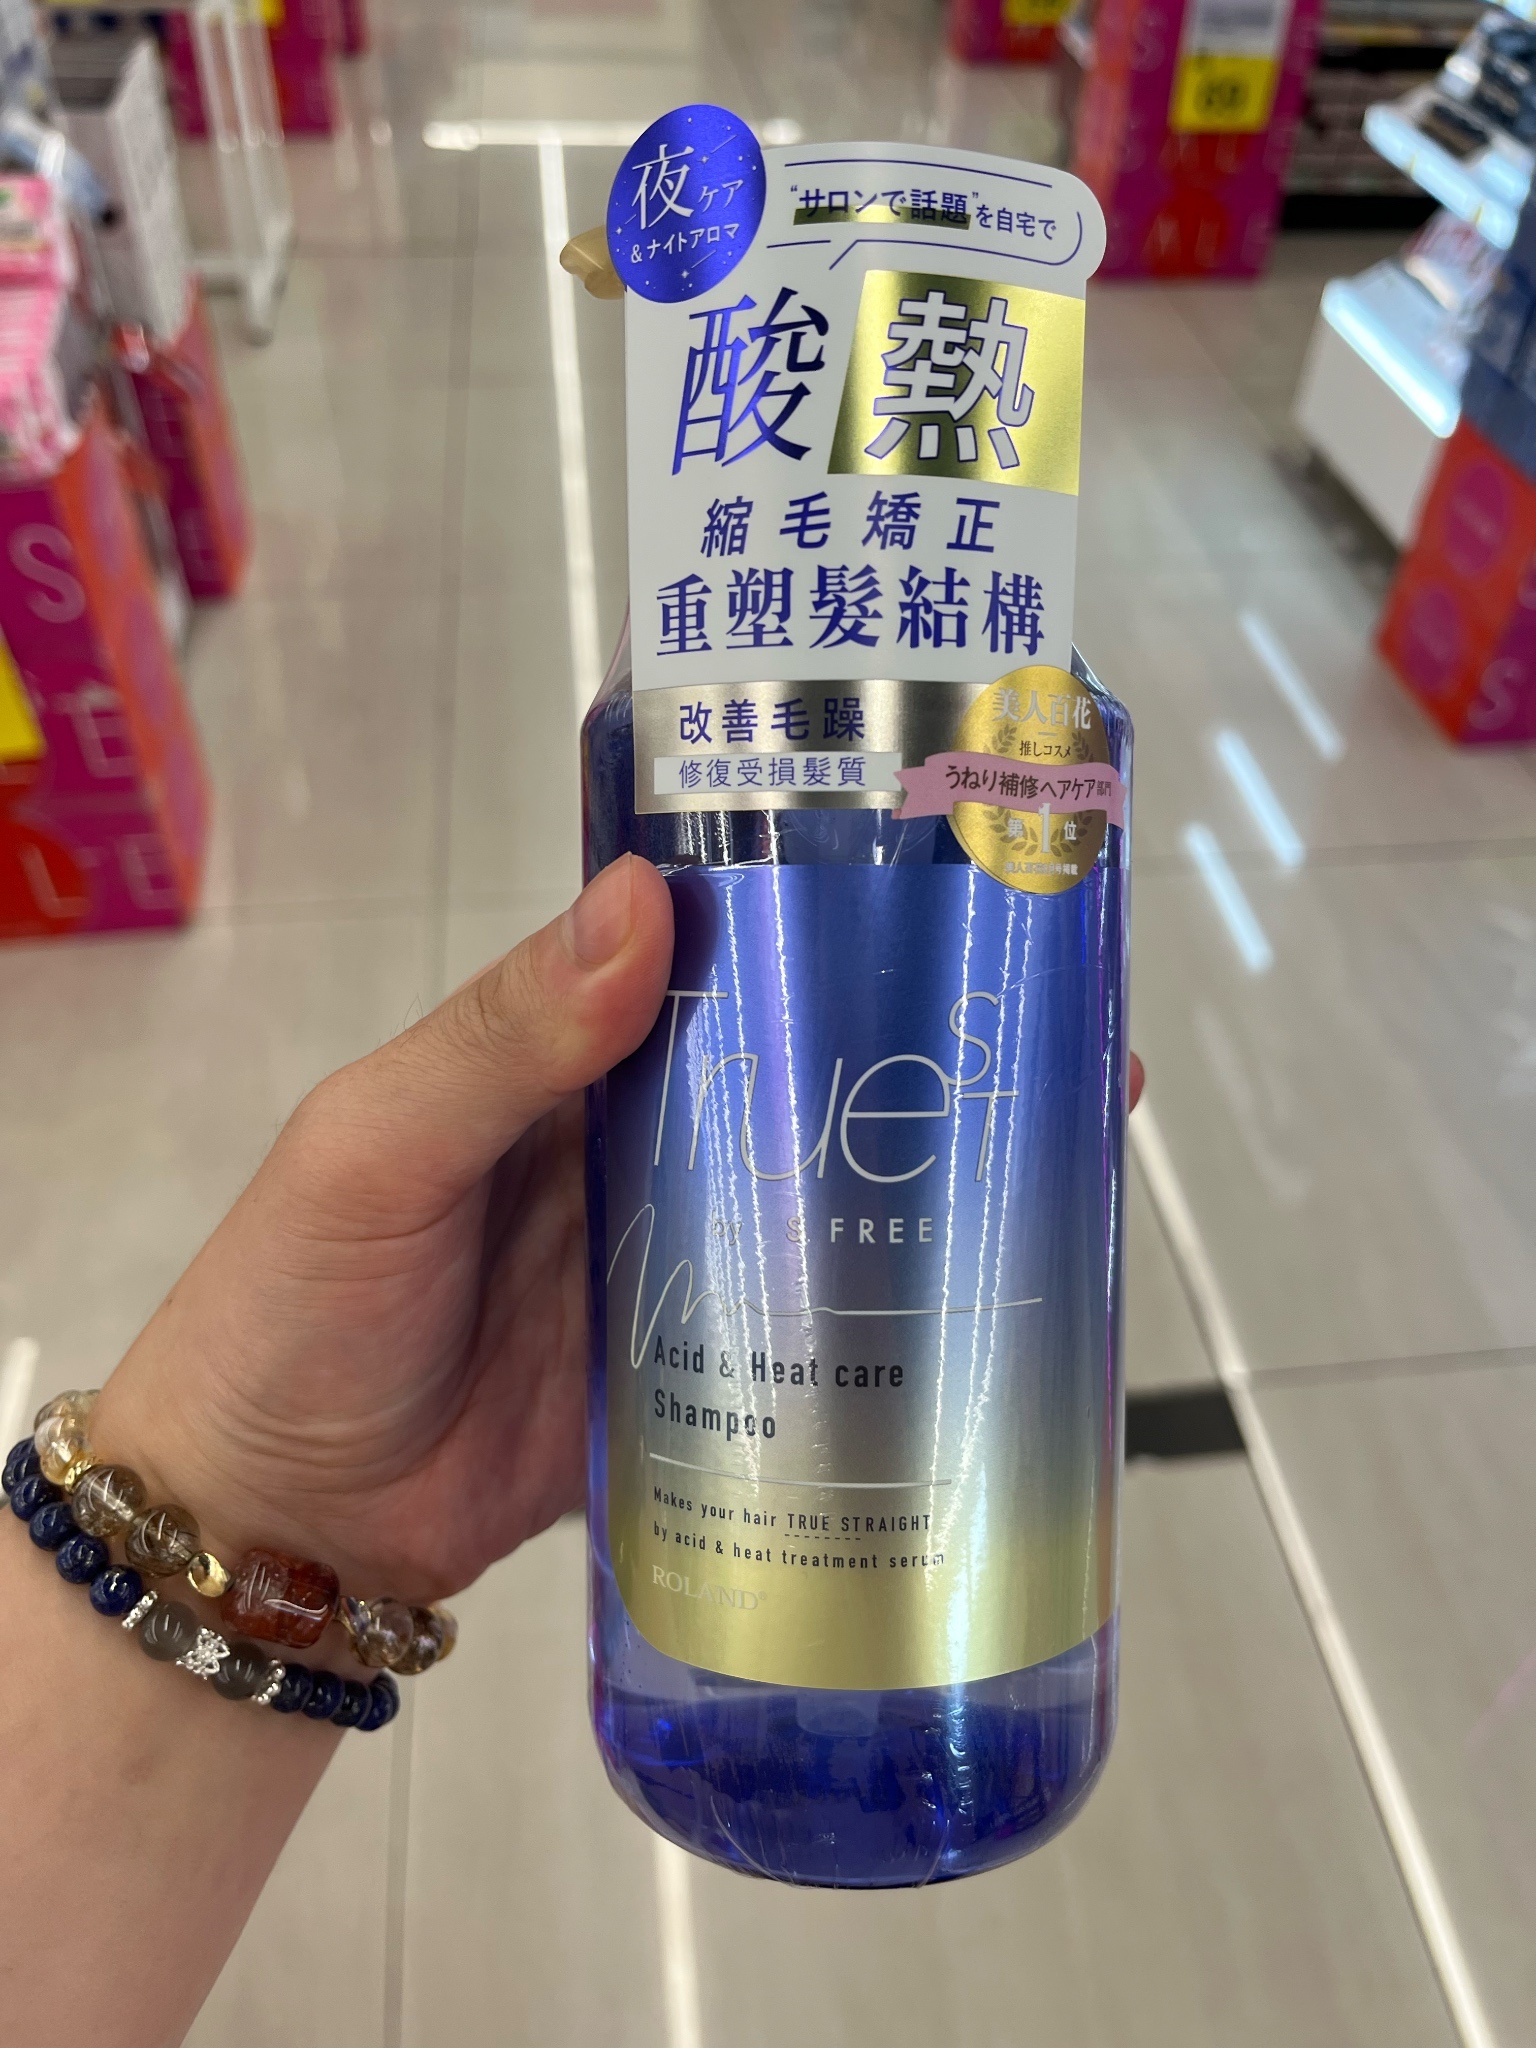 夜ケア
&ナイトアロマ
“サロンで話題”を自宅で
酸熱
縮毛矯正
重塑髮結構
改善毛躁
修復受損髮質
美人百花
推しコスメ
うねり補修ヘアケア部門
第1位
TrueST
by S FREE
Acid & Heat care
Shampoo
Makes your hair TRUE STRAIGHT
by acid & heat treatment serum
ROLAND®
SALE